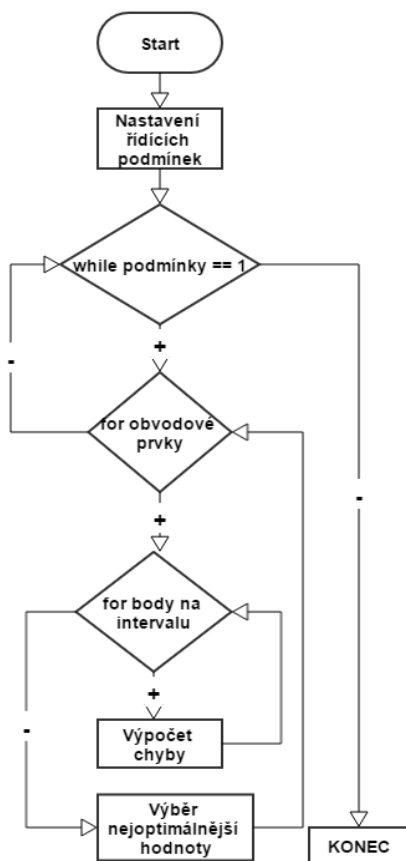 Start
Nastavení
řídících
podmínek
while podmínky == 1
+
-
for obvodové
prvky
-
+
for body na
intervalu
+
-
Výpočet
chyby
Výběr
nejoptimálnější
hodnoty
KONEC